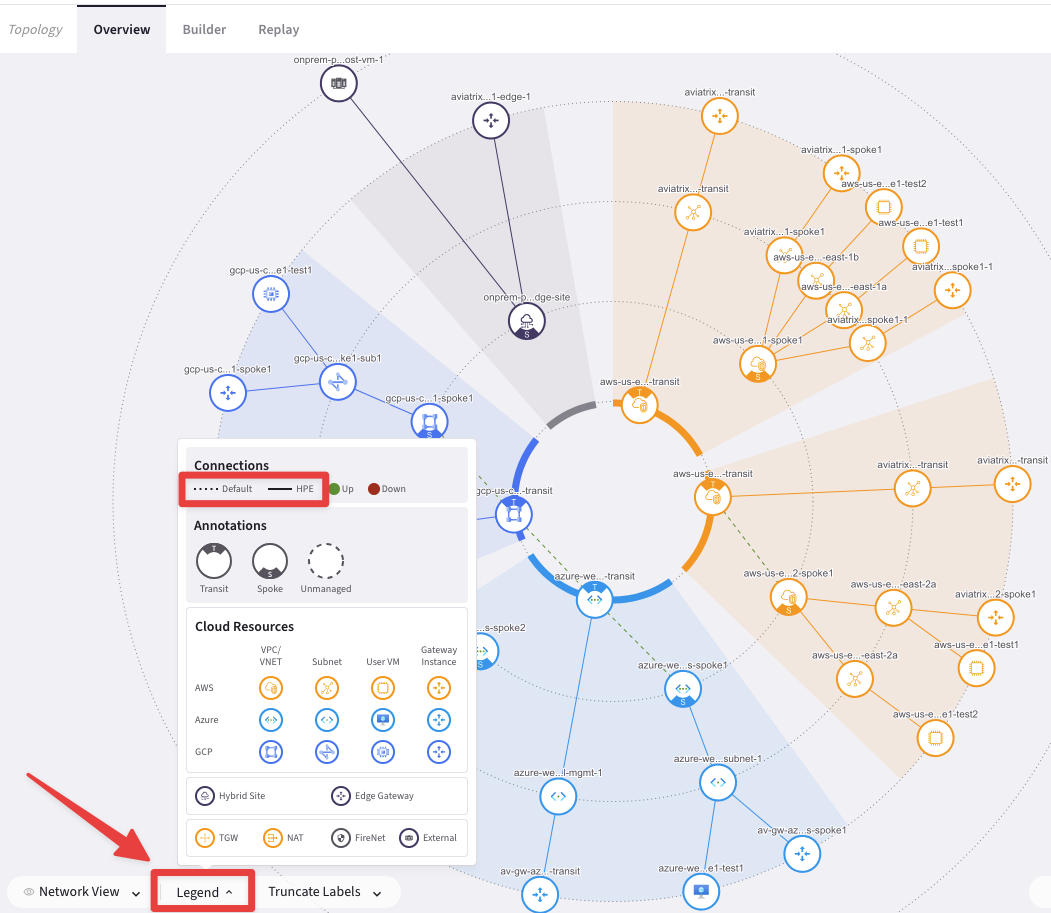 Topology Overview Builder Replay
onprem-p...ost-vm-1
aviatrix...1-edge-1
aviatrix...-transit
aviatrix...1-spoke1
aws-us-e...e1-test2
aviatrix...-transit
aws-us-e...e1-test1
aviatrix...1-spoke1
aws-us-e...-east-1b
aviatrix...spoke1-1
gcp-us-c...e1-test1
aws-us-e...-east-1a
onprem-p...dge-site
S
aviatrix...spoke1-1
aws-us-e...1-spoke1
S
gcp-us-c...ke1-sub1
gcp-us-c...1-spoke1
aws-us-e...-transit
T
gcp-us-c...1-spoke1
S
Connections
Default HPE Up Down
aviatrix...-transit
aviatrix...-transit
aws-us-e...-transit
T
gcp-us-c...-transit
T
Annotations
T
S
Transit Spoke Unmanaged
azure-we...-transit
T
aws-us-e...2-spoke1
S
aws-us-e...-east-2a
aviatrix...2-spoke1
Cloud Resources
...s-spoke2
S
aws-us-e...e1-test1
aws-us-e...-east-2a
azure-we...s-spoke1
S
VPC/
VNET
Subnet
User VM
Gateway
Instance
AWS
Azure
GCP
aws-us-e...e1-test2
azure-we...subnet-1
azure-we...l-mgmt-1
Hybrid Site Edge Gateway
TGW NAT FireNet External
av-gw-az...s-spoke1
av-gw-az...-transit
azure-we...e1-test1
Network View Legend Truncate Labels